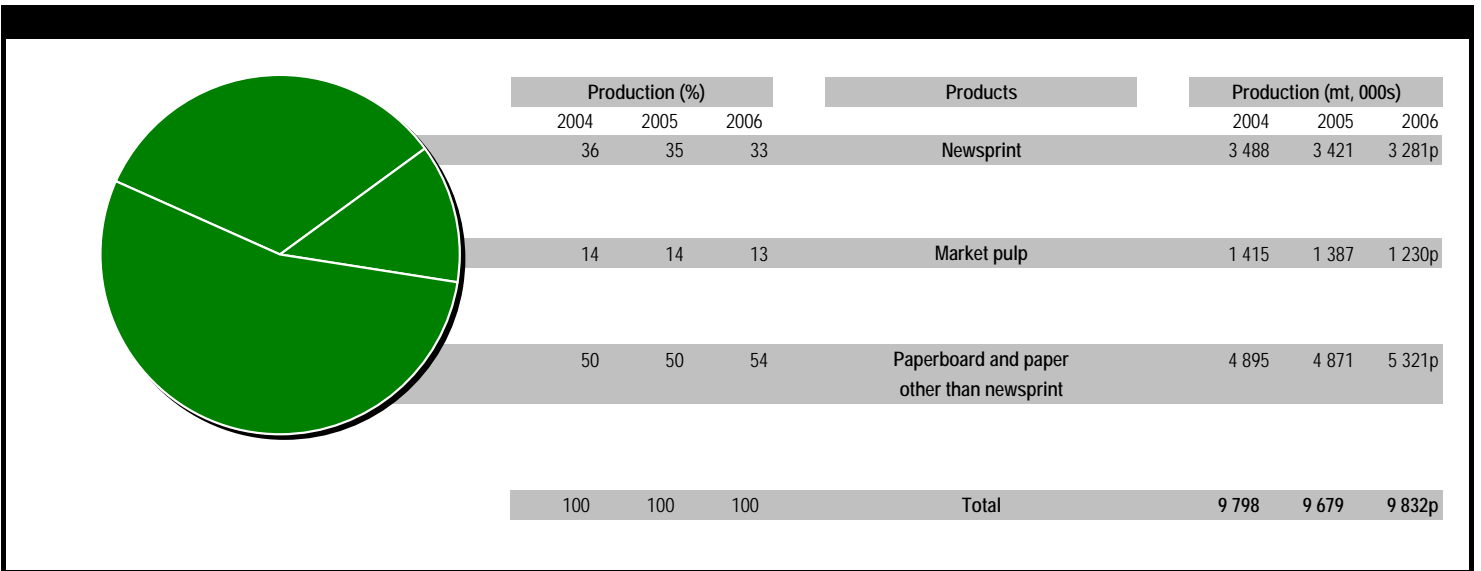 Production (%) Products Production (mt, 000s)
2004 2005 2006 2004 2005 2006
36 35 33 Newsprint 3 488 3 421 3 281p
14 14 13 Market pulp 1 415 1 387 1 230p
50 50 54 Paperboard and paper 4 895 4 871 5 321p
other than newsprint
100 100 100 Total 9 798 9 679 9 832p